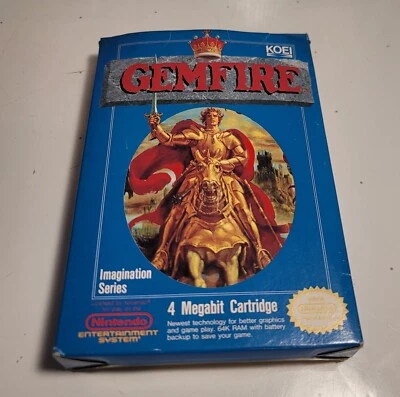 KOEI
GEMFIRE
Imagination
Series
4 Megabit Cartridge
Newest technology for better graphics
and game play. 64K RAM with battery
backup to save your game.
Nintendo
ENTERTAINMENT
SYSTEM